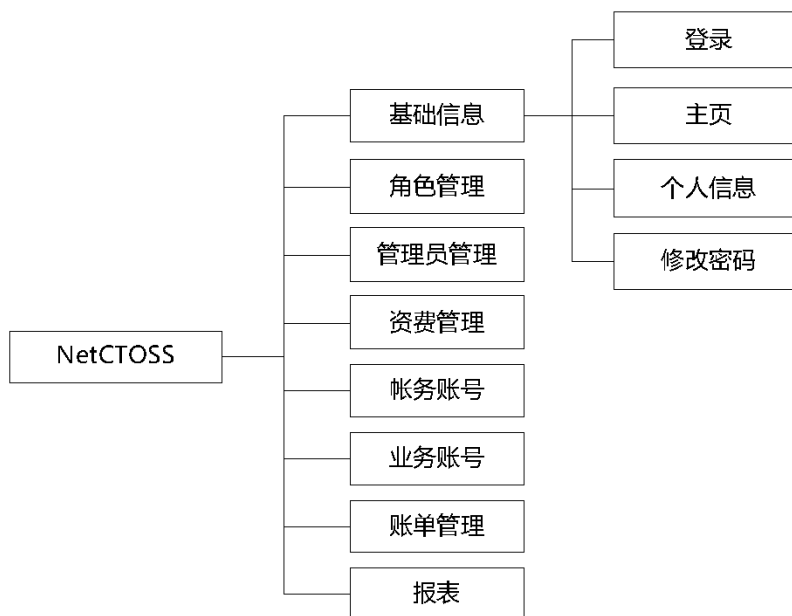 登录
基础信息
主页
角色管理
个人信息
管理员管理
修改密码
资费管理
NetCTOSS
帐务账号
业务账号
账单管理
报表